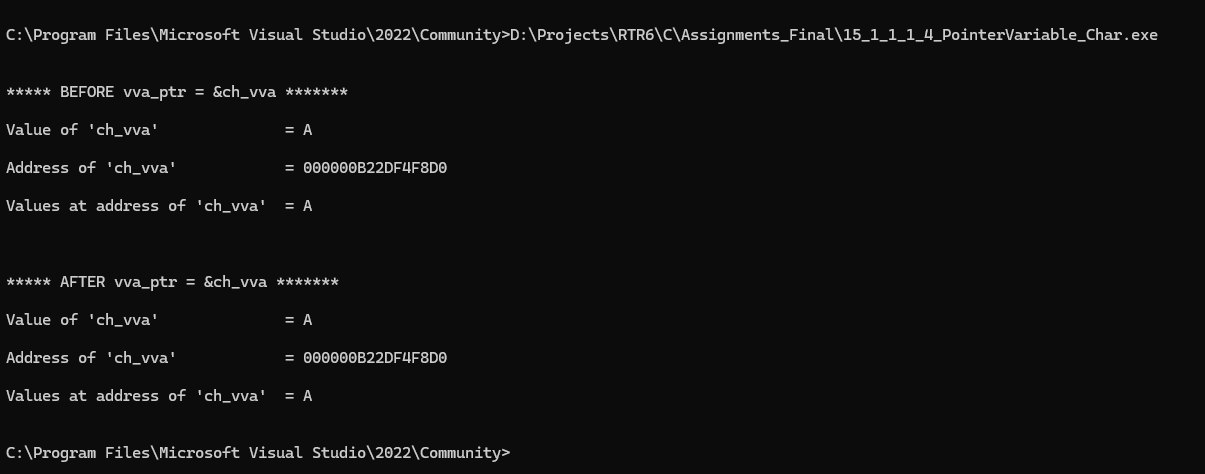 C:\Program Files\Microsoft Visual Studio\2022\Community>D:\Projects\RTR6\C\Assignments_Final\15_1_1_1_4_PointerVariable_Char.exe
***** BEFORE vva_ptr = &ch_vva *******
Value of 'ch_vva'              = A
Address of 'ch_vva'            = 000000B22DF4F8D0
Values at address of 'ch_vva'  = A
***** AFTER vva_ptr = &ch_vva *******
Value of 'ch_vva'              = A
Address of 'ch_vva'            = 000000B22DF4F8D0
Values at address of 'ch_vva'  = A
C:\Program Files\Microsoft Visual Studio\2022\Community>